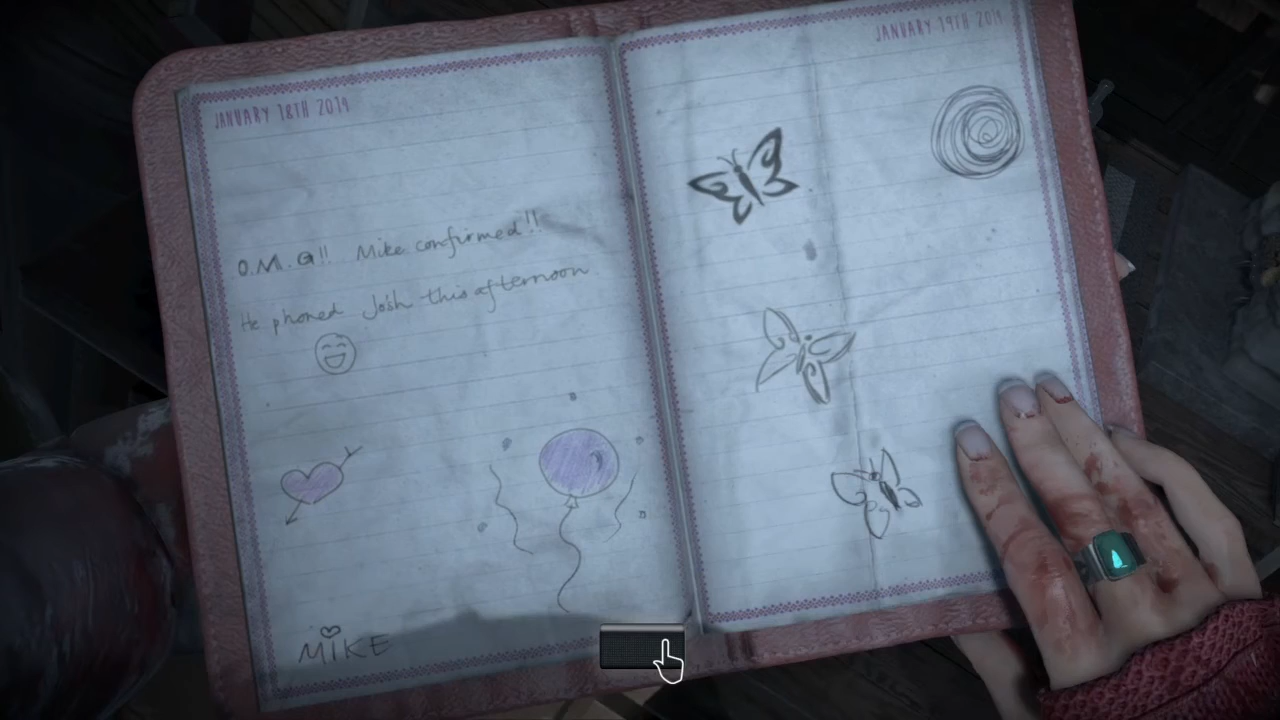 JANUARY 18TH 2014
O.M.G!! Mike confirmed!!
He phoned Josh this afternoon
MIKE
JANUARY 19TH 2014